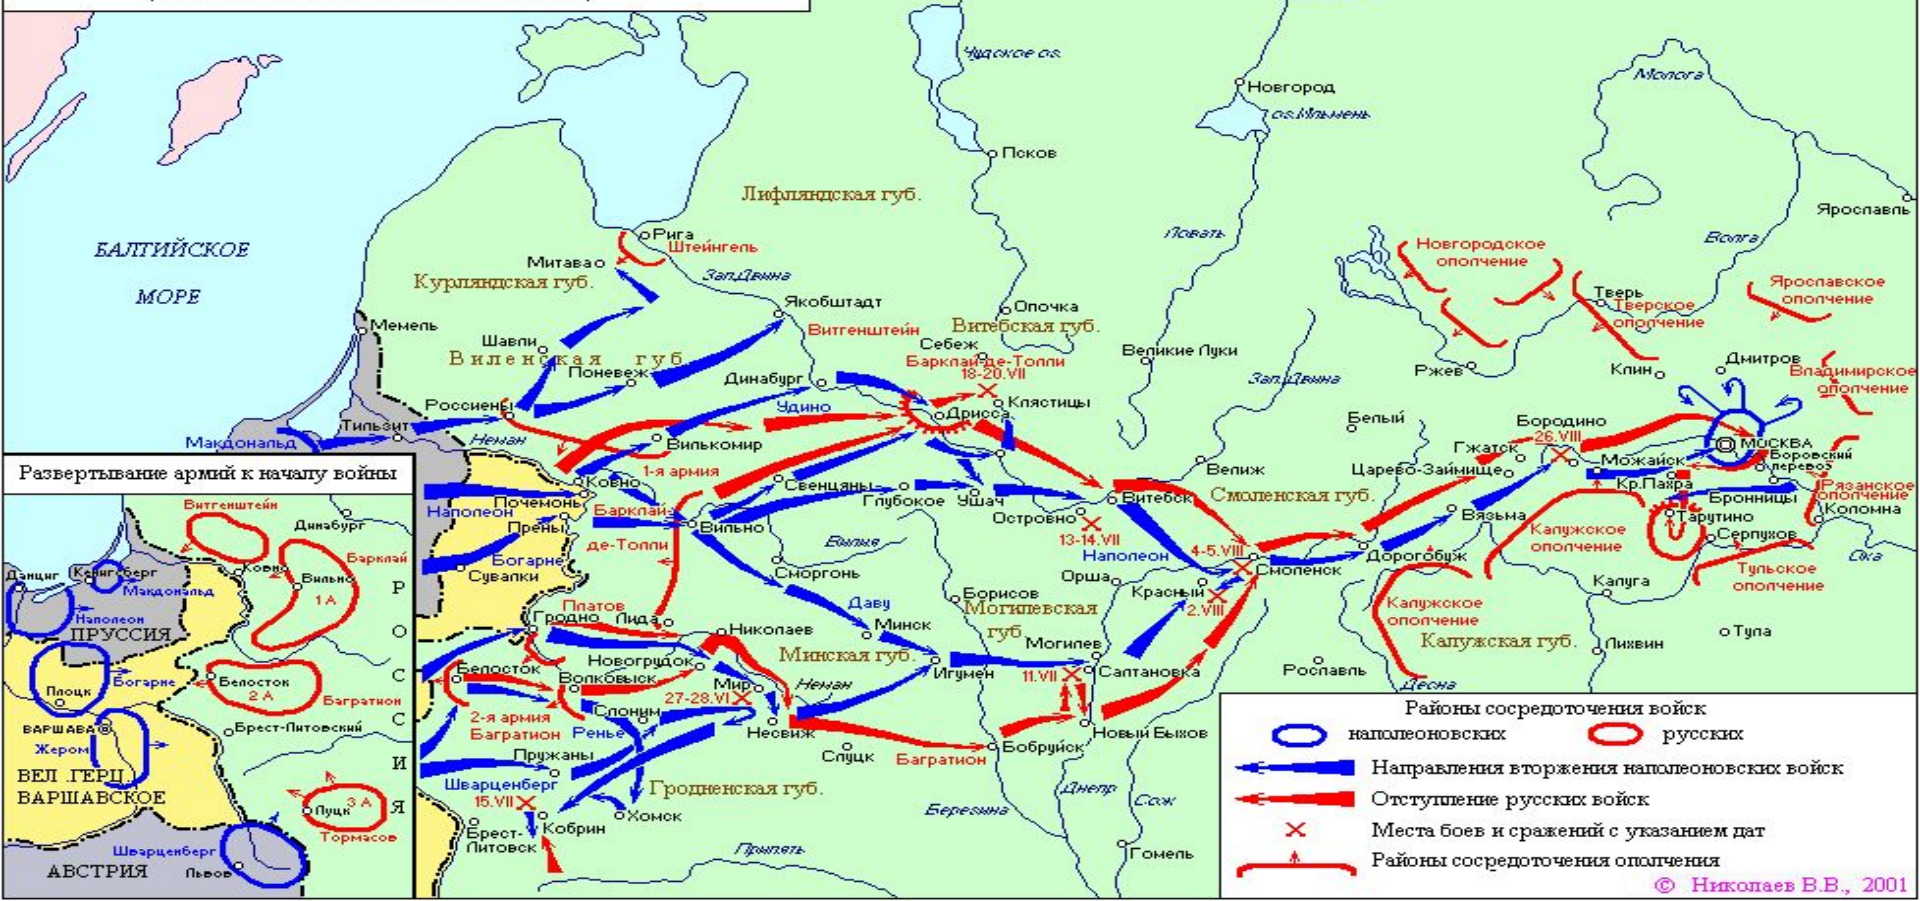 Чудское оз.
Новгород
оз.Ильмень
Молога
Псков
Лифляндская губ.
Ярославль
БАЛТИЙСКОЕ
МОРЕ
Рига
Штейнгель
Митава
Курляндская губ.
Зап.Двина
Ловать
Волга
Новгородское
ополчение
Тверь
Тверское
ополчение
Ярославское
ополчение
Якобштадт
Опочка
Витгенштейн
Витебская губ.
Мемель
Шавли
Виленская губ.
Поневеж
Себеж
Барклай-де-Толли
18-20.VII
Великие Луки
Зап.Двина
Ржев
Клин
Дмитров
Владимирское
ополчение
Динабург
Россиены
Удино
Дрисса
Клястицы
Тильзит
Макдональд
Неман
Вилькомир
1-я армия
Белый
Бородино
26.VIII
Гжатск
МОСКВА
Боровский
перевоз
Можайск
Царево-Займище
Велиж
Ковно
Почемонь
Наполеон
Прены
Барклай-
де-Толли
Свенцяны
Глубокое
Ушач
Витебск
Смоленская губ.
Кр.Пахра
Бронницы
Рязанское
ополчение
Коломна
Вильно
Островно
13-14.VII
Вязьма
Калужское
ополчение
Тарутино
Серпухов
Тульское
ополчение
Ока
Вилия
Наполеон
4-5.VIII
Смоленск
Дорогобуж
Богарне
Сувалки
Сморгонь
Орша
Красный
2.VIII
Калуга
Платов
Гродно
Лида
Николаев
Даву
Минск
Борисов
Могилевская
губ.
Калужское
ополчение
Калужская губ.
Тула
Лихвин
Могилев
Белосток
Новогрудок
Минская губ.
Игумен
11.VII
Салтановка
Рославль
Десна
Волковыск
Мир
27-28.VI
Неман
2-я армия
Багратион
Слоним
Ренье
Несвиж
Слуцк
Багратион
Бобруйск
Новый Быхов
Пружаны
Шварценберг
15.VII
Гродненская губ.
Березина
Днепр
Сож
Хомск
Кобрин
Брест-
Литовск
Припять
Гомель
Развертывание армий к началу войны
Витгенштейн
Динабург
Барклай
Ковно
Вильно
1 А
Данциг
Кенигсберг
Макдональд
Наполеон
ПРУССИЯ
РОССИЯ
Плоцк
Богарне
Белосток
2 А
Багратион
ВАРШАВА
Жером
Брест-Литовский
ВЕЛ .ГЕРЦ.
ВАРШАВСКОЕ
Луцк
3 А
Тормасов
Шварценберг
АВСТРИЯ
Львов
Районы сосредоточения войск
наполеоновских
русских
Направления вторжения наполеоновских войск
Отступление русских войск
Места боев и сражений с указанием дат
Районы сосредоточения ополчения
© Николаев В.В., 2001